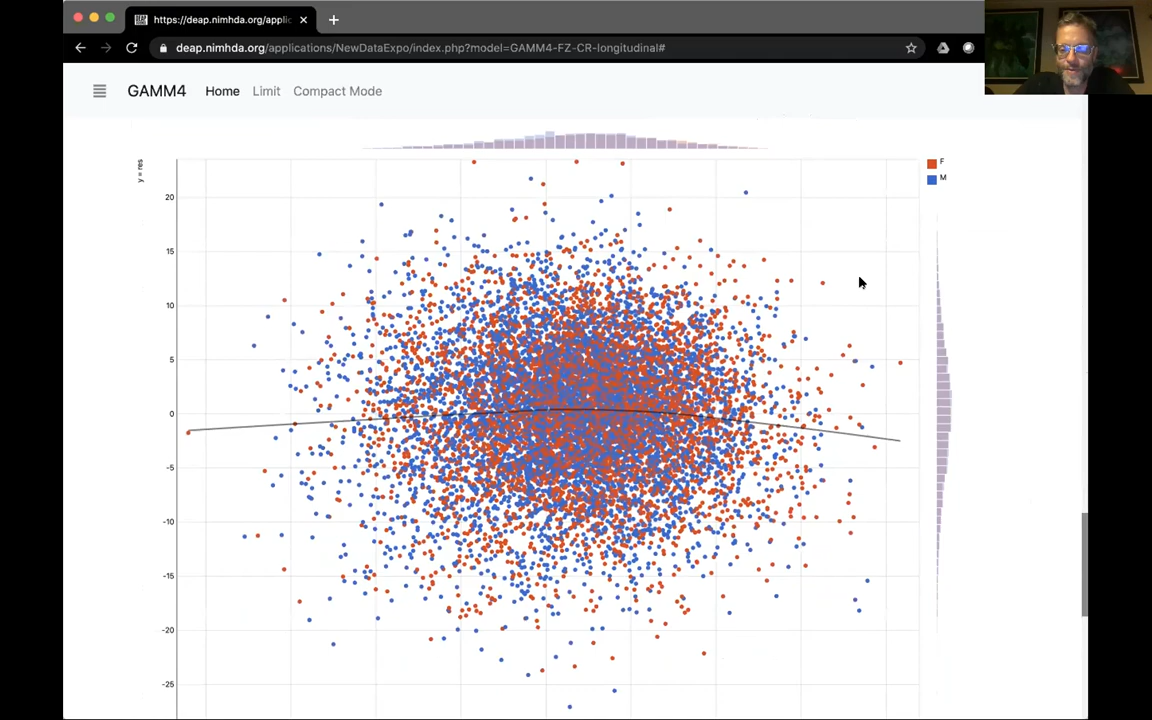 https://deap.nimhda.org/applic
deap.nimhda.org/applications/NewDataExpo/index.php?model=GAMM4-FZ-CR-longitudinal#
GAMM4 Home Limit Compact Mode
y = res
F
M
20
15
10
5
0
-5
-10
-15
-20
-25